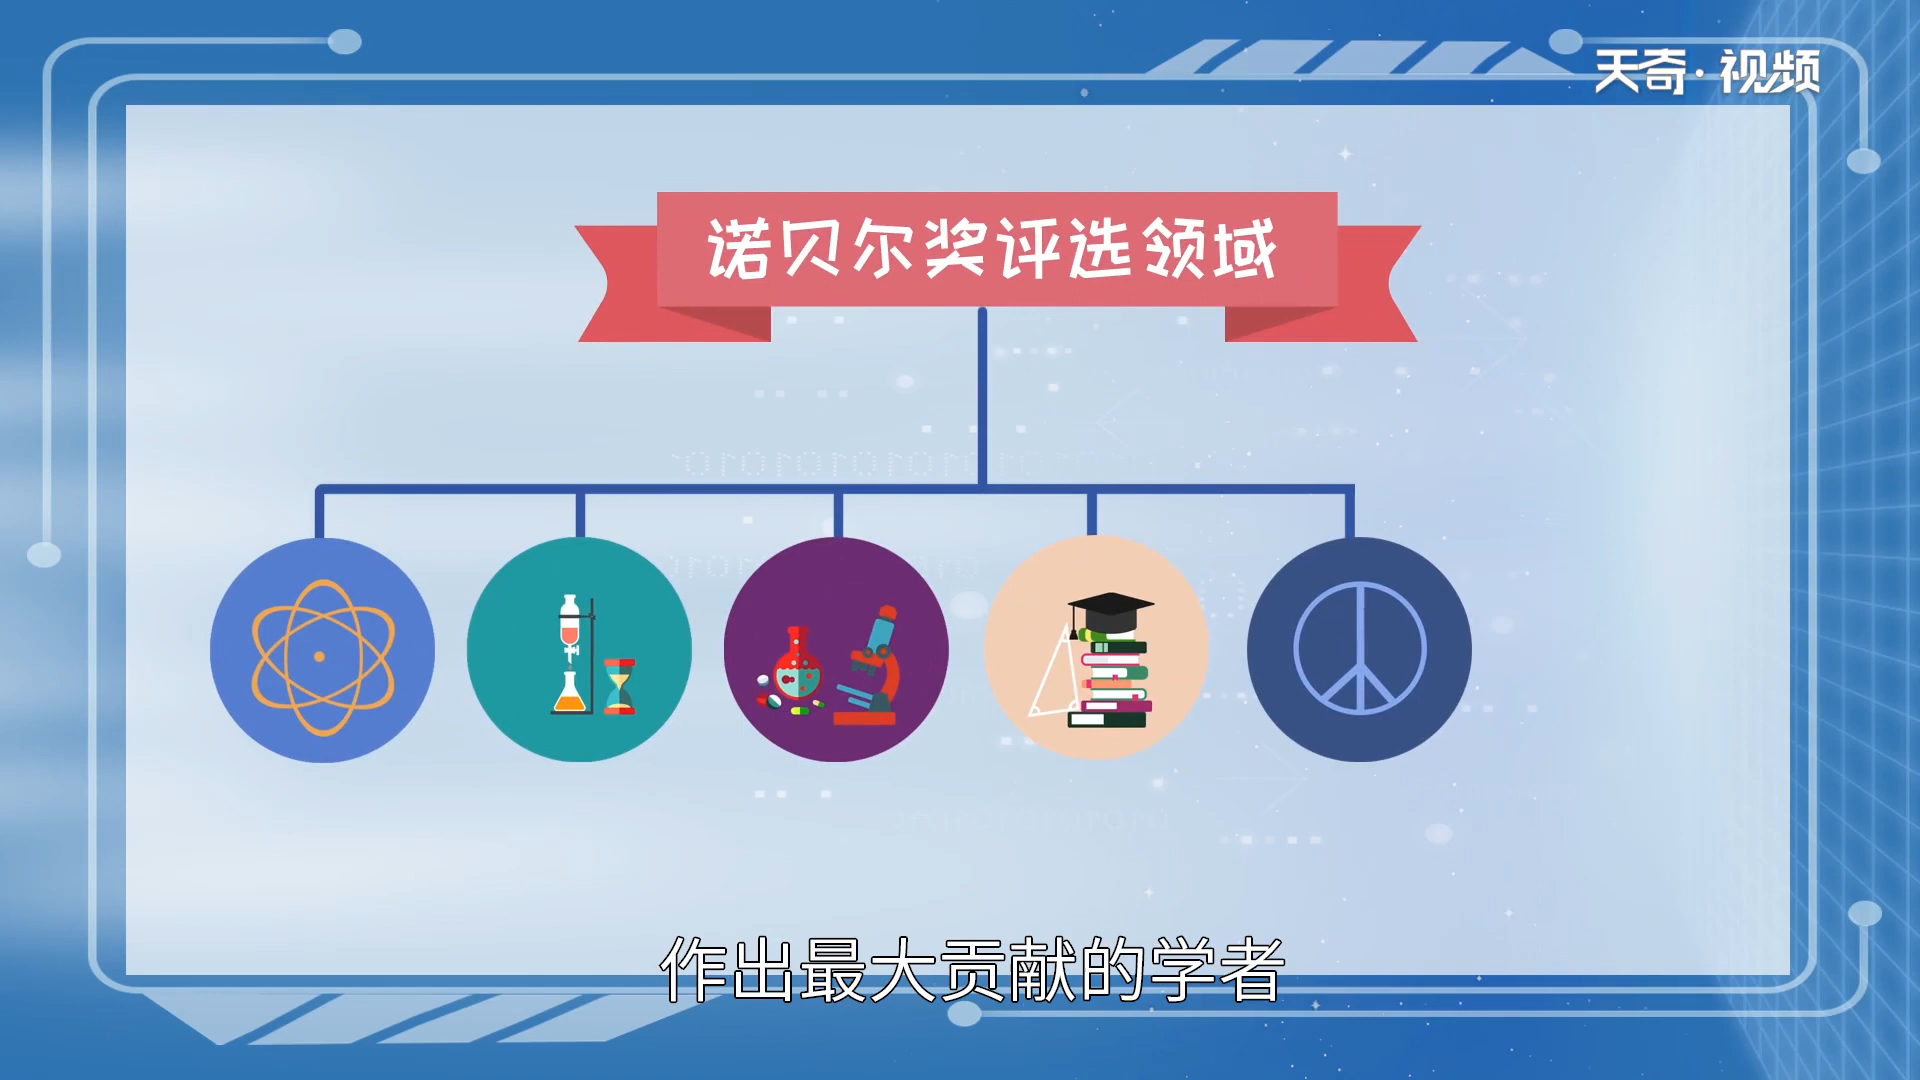 天奇·视频
诺贝尔奖评选领域
作出最大贡献的学者